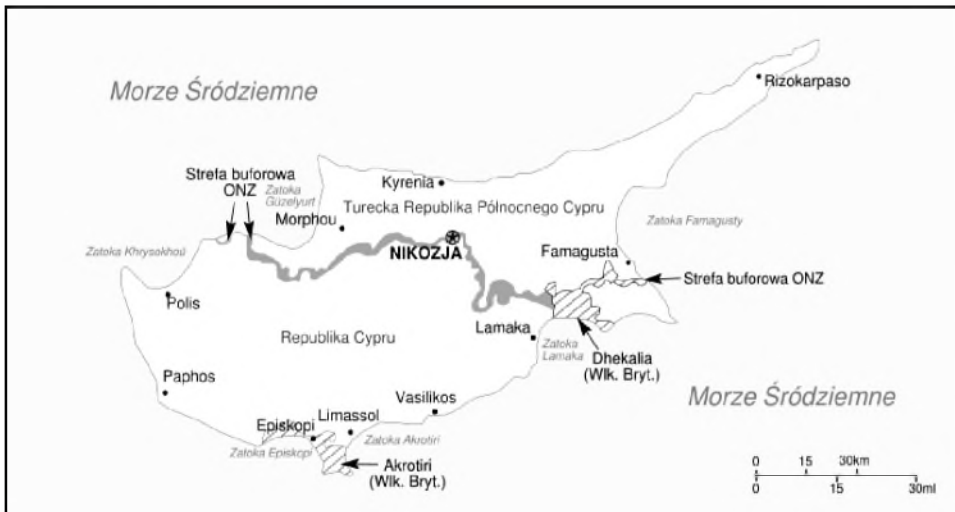 Morze Śródziemne
Rizokarpaso
Strefa buforowa
ONZ
Zatoka
Güzelyurt
Kyrenia
Morphou
Turecka Republika Północnego Cypru
Zatoka Famagusty
Zatoka Khrysokhoú
NIKOZJA
Famagusta
Strefa buforowa ONZ
Polis
Republika Cypru
Lamaka
Zatoka
Lamaka
Dhekalia
(Wlk. Bryt.)
Paphos
Vasilikos
Morze Śródziemne
Episkopi
Limassol
Zatoka Episkopi
Zatoka Akrotiri
Akrotiri
(Wlk. Bryt.)
0 15 30km
0 15 30ml